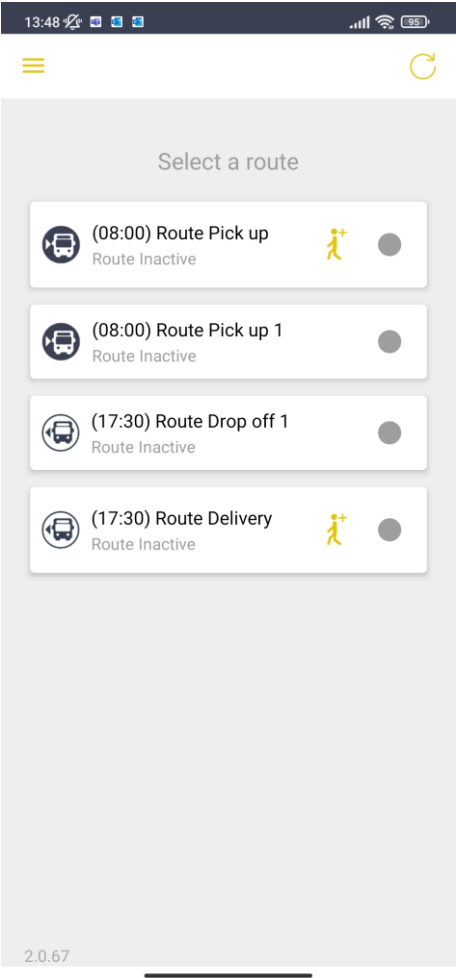 13:48
95
Select a route
(08:00) Route Pick up
Route Inactive
(08:00) Route Pick up 1
Route Inactive
(17:30) Route Drop off 1
Route Inactive
(17:30) Route Delivery
Route Inactive
2.0.67